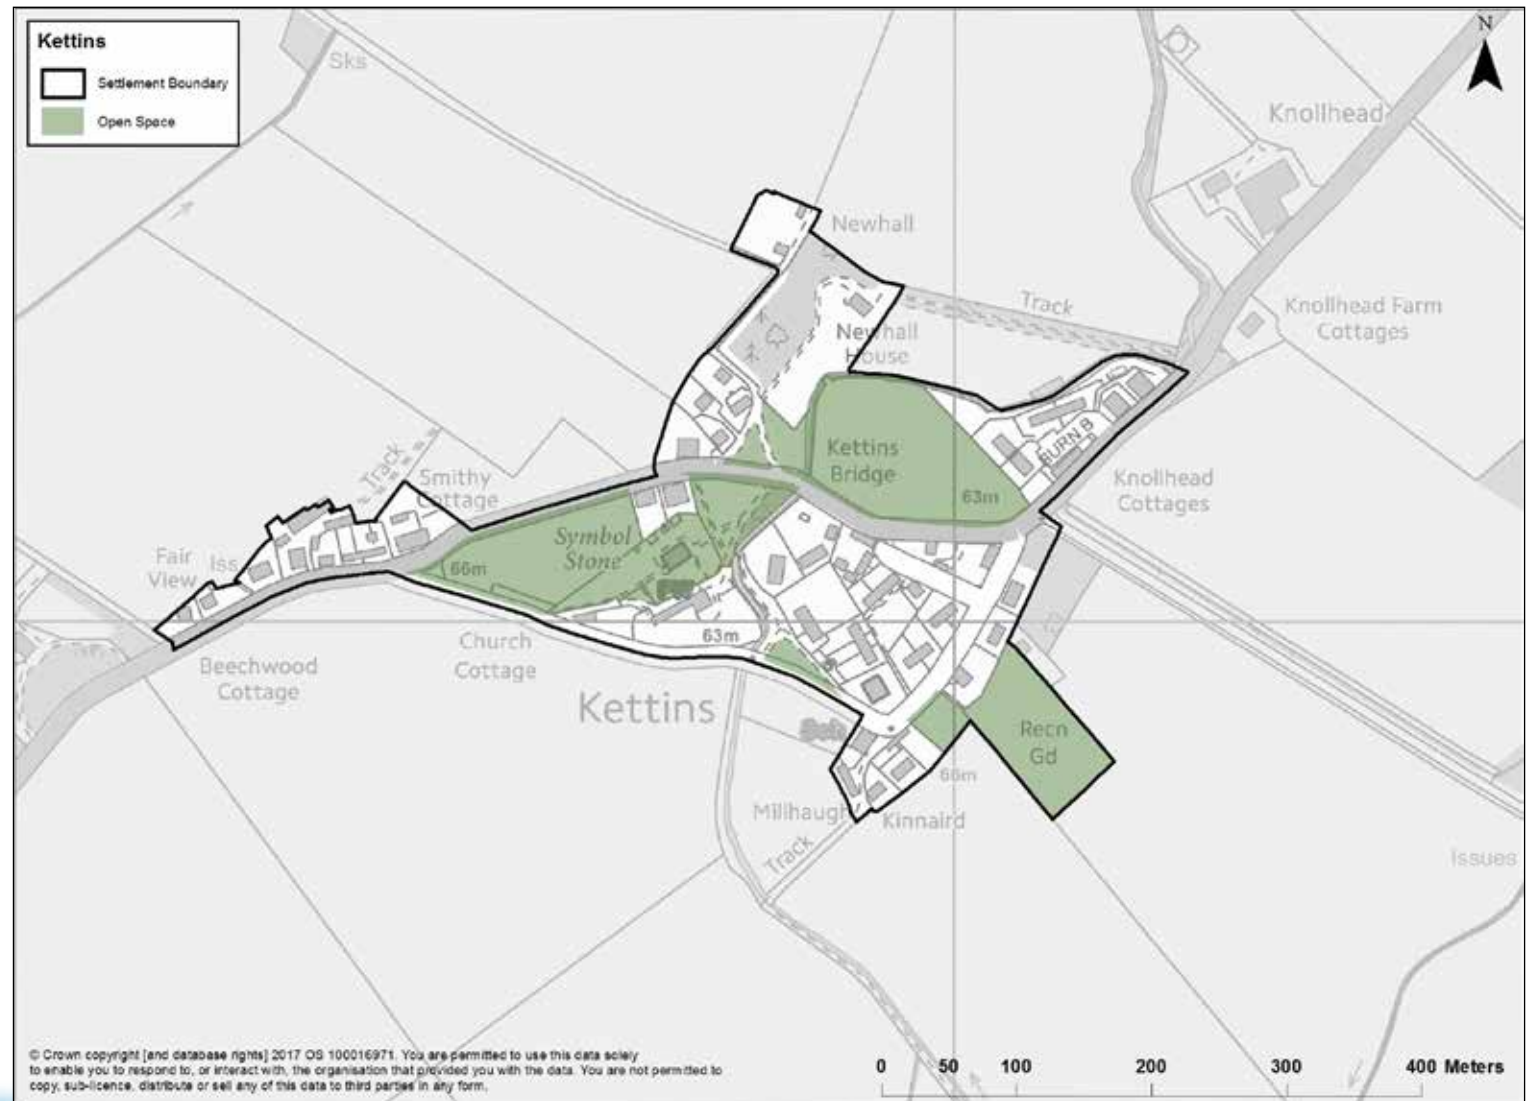 Kettins
Settlement Boundary
Open Space
N
Sks
Knollhead
Newhall
Track
Knollhead Farm
Cottages
Newhall
House
BURN B
Kettins
Bridge
63m
Knollhead
Cottages
Track
Smithy
Cottage
Symbol
Stone
Fair
View
Iss
66m
63m
Church
Cottage
Beechwood
Cottage
Kettins
Sch
Recn
Gd
66m
Millhaugh
Kinnaird
Track
Issues
© Crown copyright [and database rights] 2017 OS 100016971. You are permitted to use this data solely
to enable you to respond to, or interact with, the organisation that provided you with the data. You are not permitted to
copy, sub-licence, distribute or sell any of this data to third parties in any form.
0 50 100 200 300 400 Meters